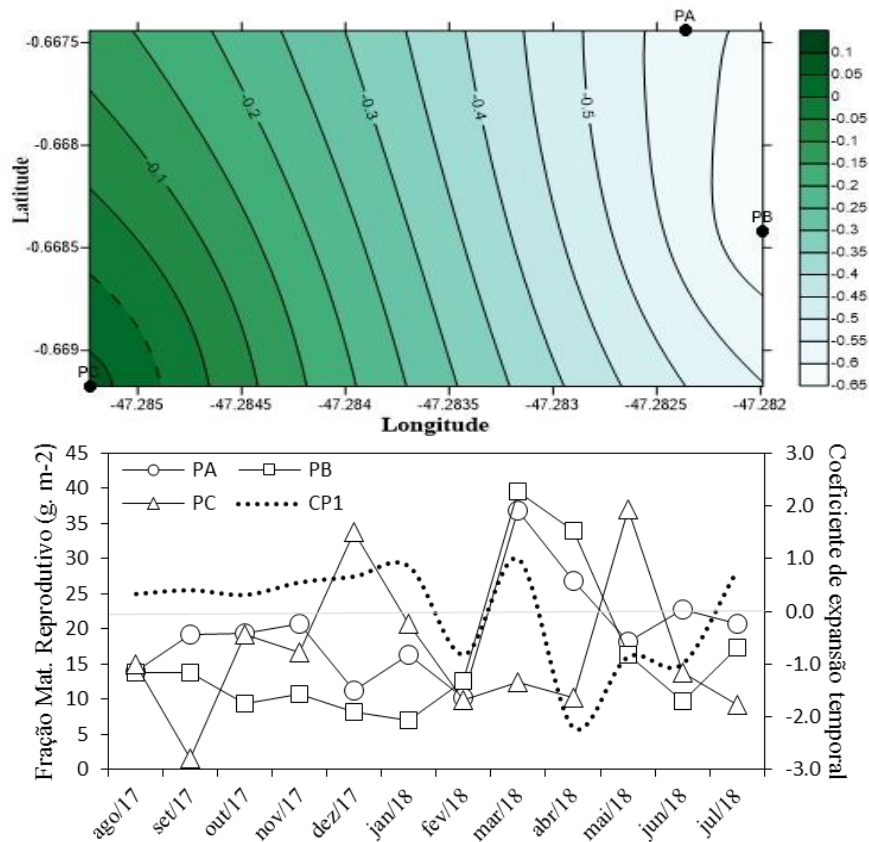 PA
-0.6675
-0.668
-0.6685
-0.669
Latitude
-0.1
-0.2
-0.3
-0.4
-0.5
PB
PC
-47.285
-47.2845
-47.284
-47.2835
-47.283
-47.2825
-47.282
Longitude
0.1
0.05
0
-0.05
-0.1
-0.15
-0.2
-0.25
-0.3
-0.35
-0.4
-0.45
-0.5
-0.55
-0.6
-0.65
Fração Mat. Reprodutivo (g. m-2)
45
40
35
30
25
20
15
10
5
0
PA
PB
PC
CP1
3.0
2.0
1.0
0.0
-1.0
-2.0
-3.0
Coeficiente de expansão temporal
ago/17
set/17
out/17
nov/17
dez/17
jan/18
fev/18
mar/18
abr/18
mai/18
jun/18
jul/18